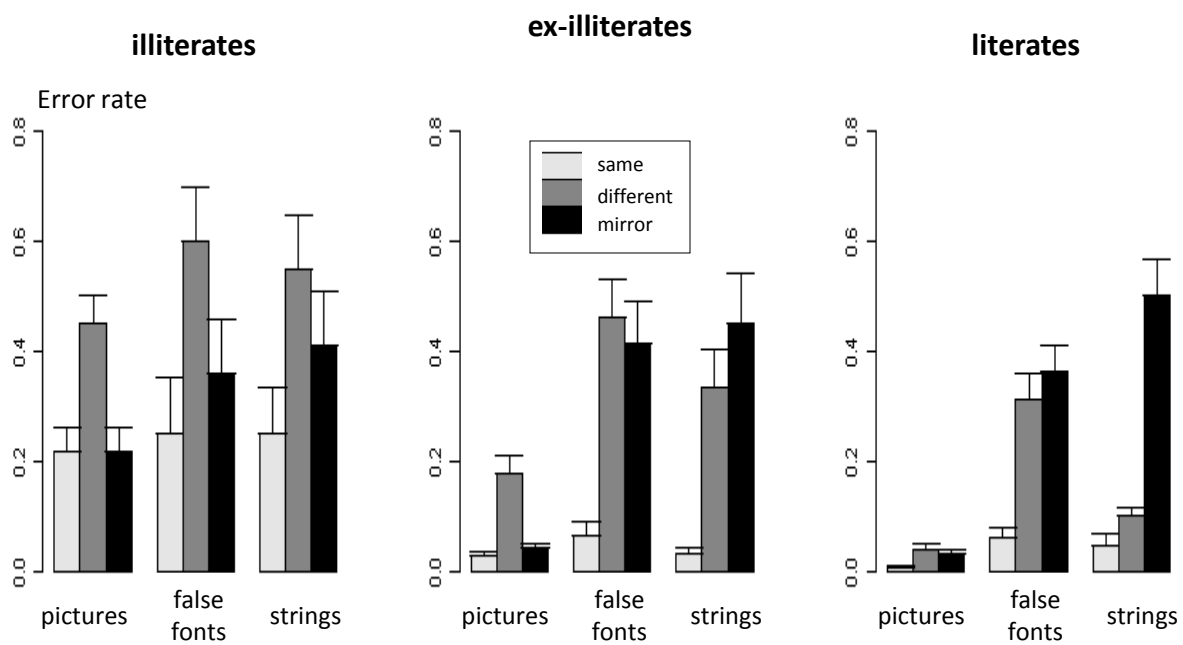 illiterates
ex-illiterates
literates
Error rate
0.8
0.6
0.4
0.2
0.0
pictures
false
fonts
strings
0.8
0.6
0.4
0.2
0.0
same
different
mirror
pictures
false
fonts
strings
0.8
0.6
0.4
0.2
0.0
pictures
false
fonts
strings